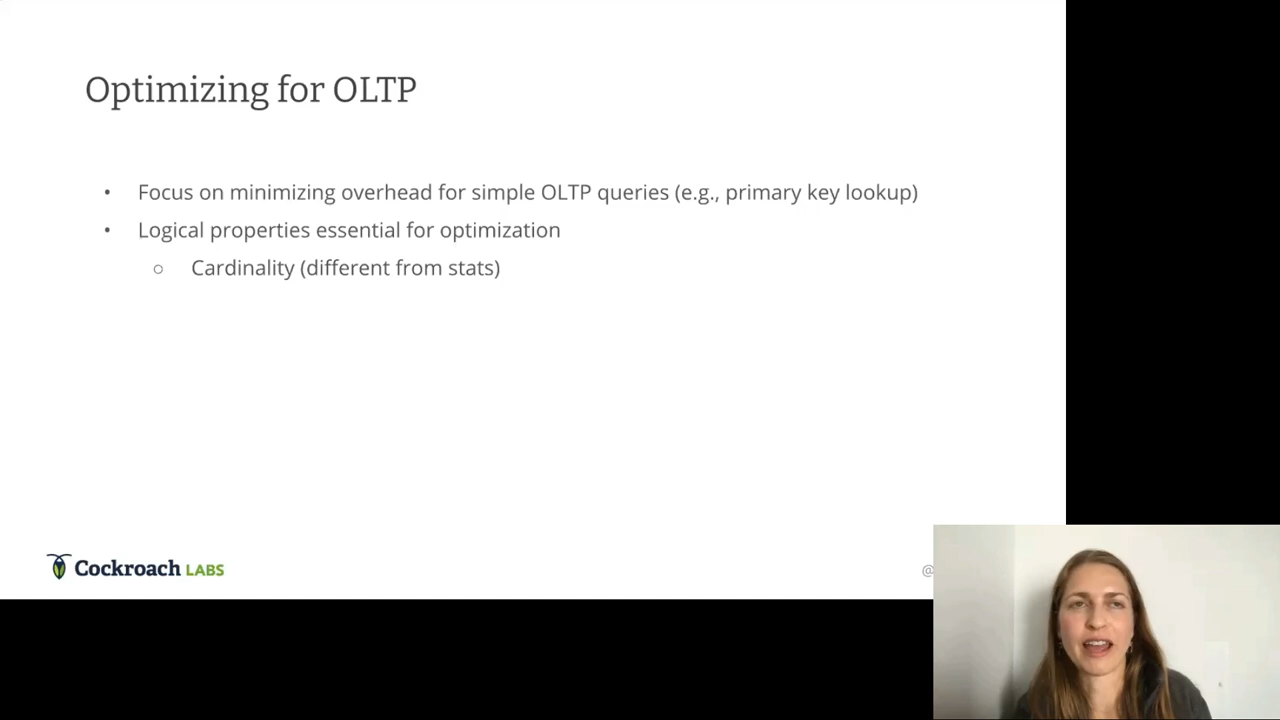 Optimizing for OLTP
• Focus on minimizing overhead for simple OLTP queries (e.g., primary key lookup)
• Logical properties essential for optimization
○ Cardinality (different from stats)
Cockroach LABS
@